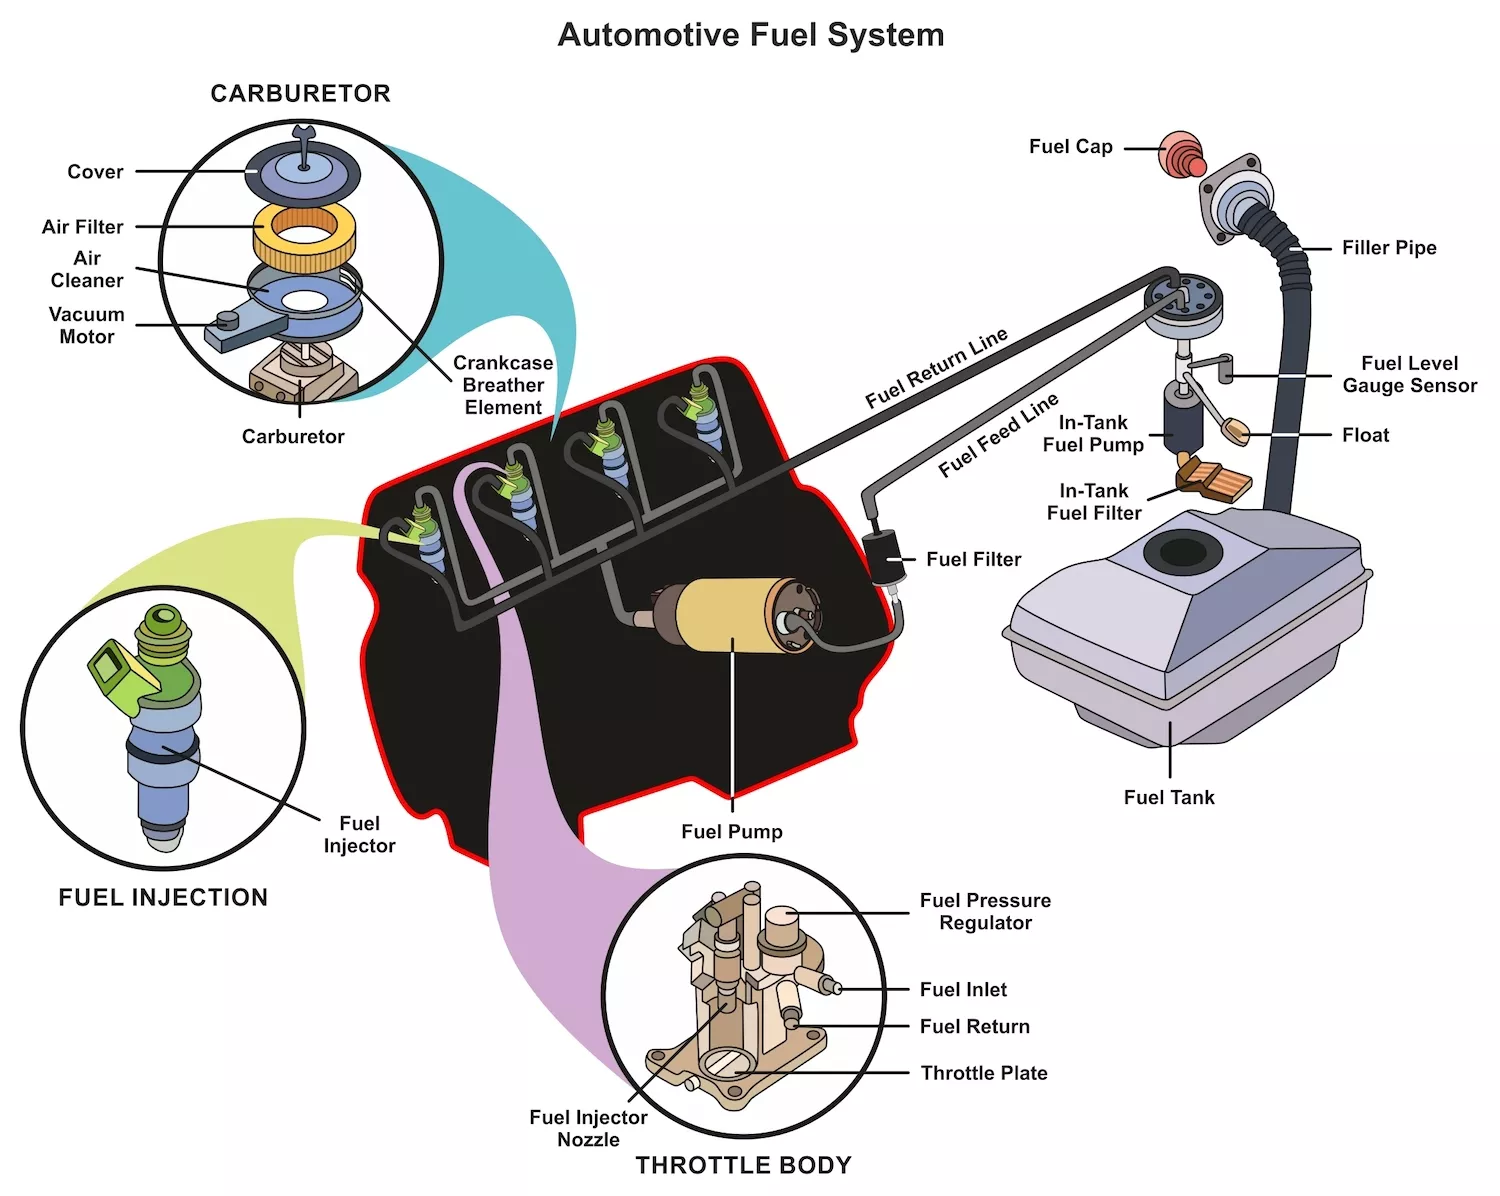 Automotive Fuel System
CARBURETOR
Cover
Air Filter
Air
Cleaner
Vacuum
Motor
Crankcase
Breather
Element
Carburetor
Fuel Cap
Filler Pipe
Fuel Return Line
Fuel Feed Line
Fuel Level
Gauge Sensor
In-Tank
Fuel Pump
Float
In-Tank
Fuel Filter
Fuel Filter
Fuel Tank
Fuel Pump
Fuel
Injector
FUEL INJECTION
Fuel Pressure
Regulator
Fuel Inlet
Fuel Return
Throttle Plate
Fuel Injector
Nozzle
THROTTLE BODY